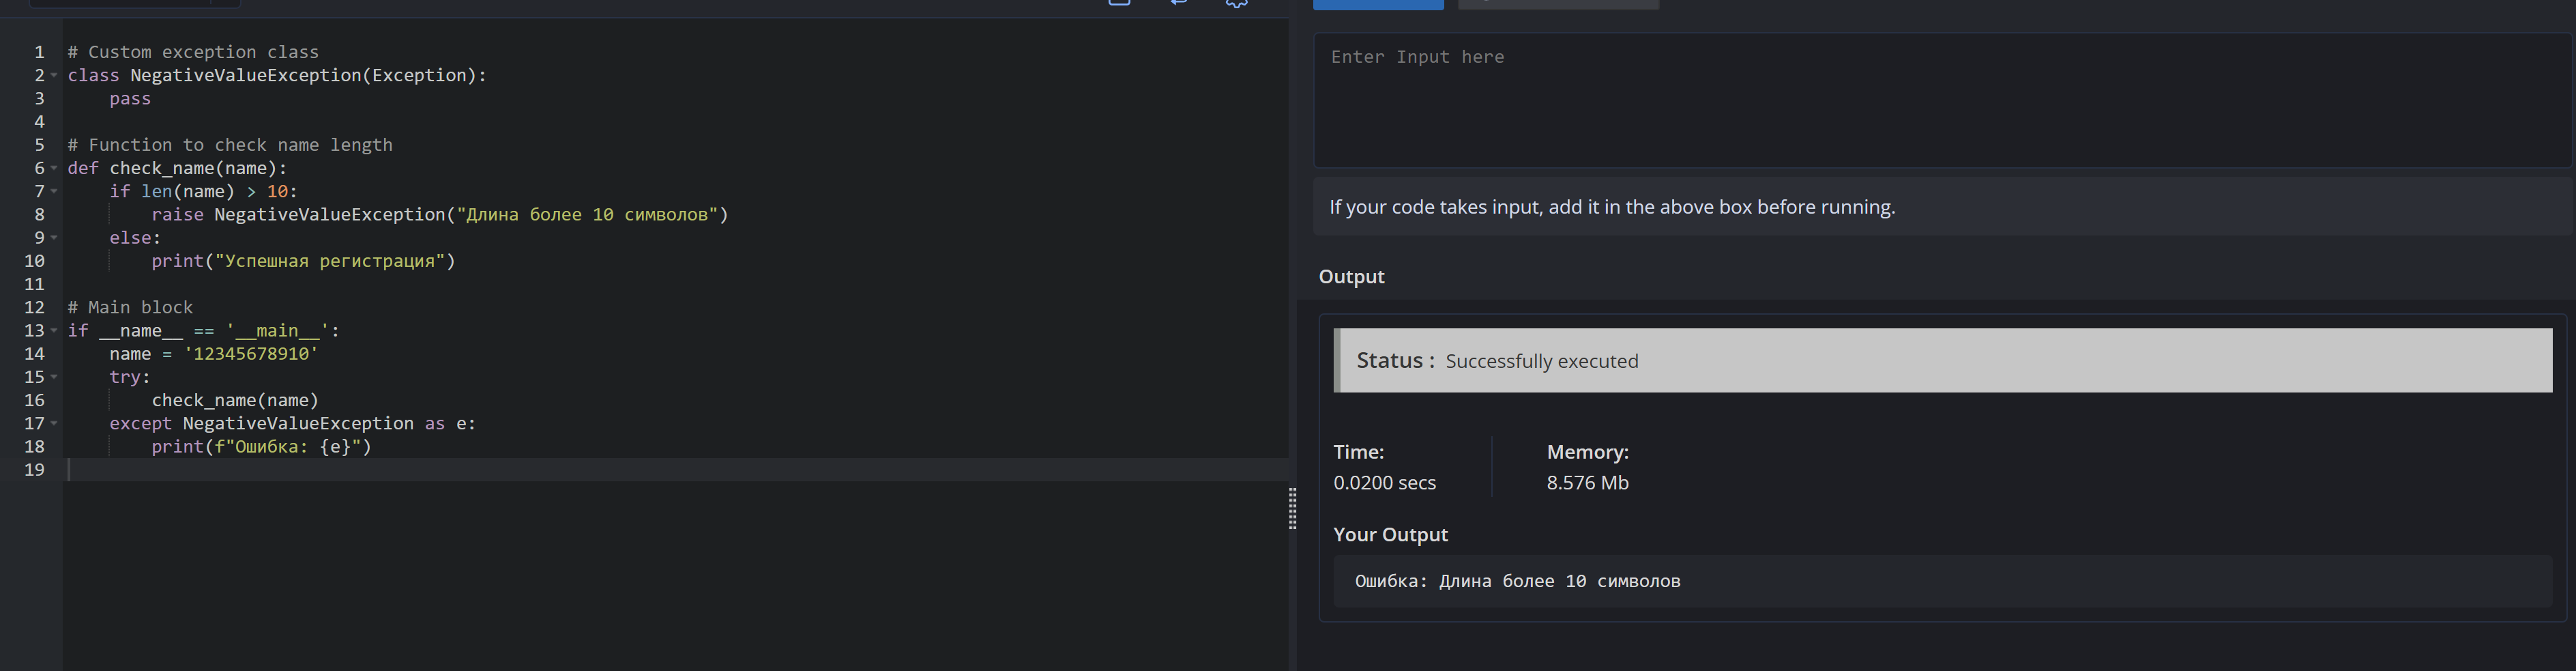 1 # Custom exception class
2 class NegativeValueException(Exception):
3     pass
4
5 # Function to check name length
6 def check_name(name):
7     if len(name) > 10:
8         raise NegativeValueException("Длина более 10 символов")
9     else:
10         print("Успешная регистрация")
11
12 # Main block
13 if __name__ == '__main__':
14     name = '12345678910'
15     try:
16         check_name(name)
17     except NegativeValueException as e:
18         print(f"Ошибка: {e}")
19
Enter Input here
If your code takes input, add it in the above box before running.
Output
Status : Successfully executed
Time: Memory:
0.0200 secs 8.576 Mb
Your Output
Ошибка: Длина более 10 символов